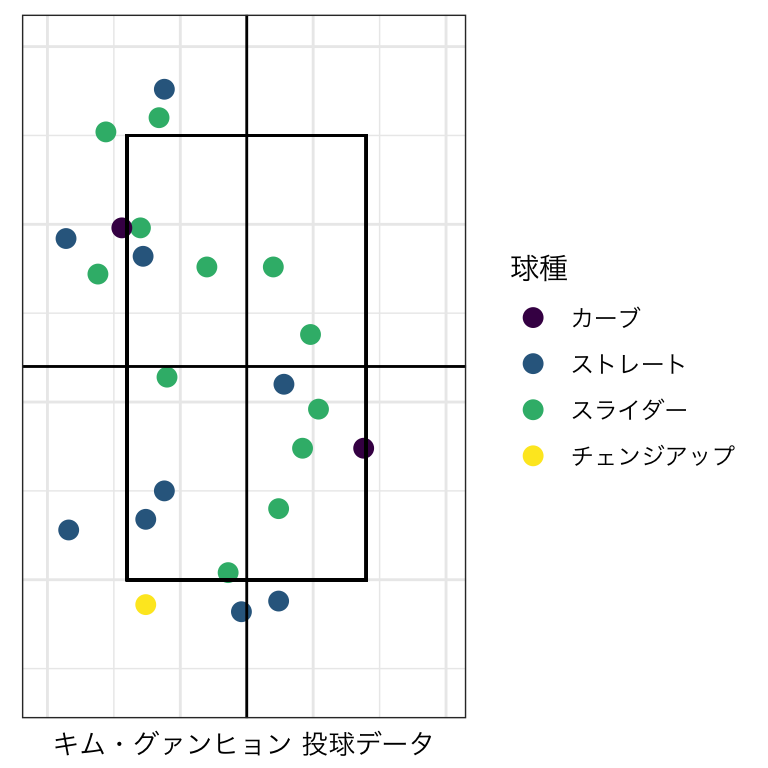 球種
カーブ
ストレート
スライダー
チェンジアップ
キム・グァンヒョン 投球データ